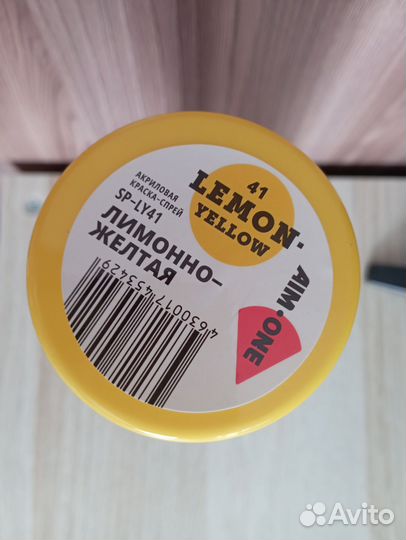 41
LEMON-
YELLOW
АКРИЛОВАЯ
КРАСКА-СПРЕЙ
SP-LY41
ЛИМОННО-
ЖЕЛТАЯ
4630017453429
AIM-ONE
Avito